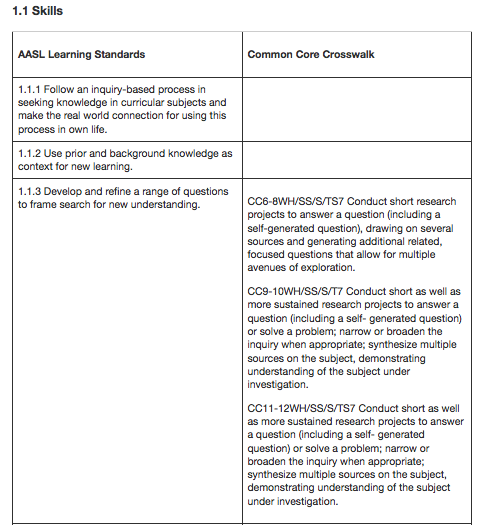 1.1 Skills
AASL Learning Standards
Common Core Crosswalk
1.1.1 Follow an inquiry-based process in
seeking knowledge in curricular subjects and
make the real world connection for using this
process in own life.
1.1.2 Use prior and background knowledge as
context for new learning.
1.1.3 Develop and refine a range of questions
to frame search for new understanding.
CC6-8WH/SS/S/TS7 Conduct short research
projects to answer a question (including a
self-generated question), drawing on several
sources and generating additional related,
focused questions that allow for multiple
avenues of exploration.
CC9-10WH/SS/S/T7 Conduct short as well as
more sustained research projects to answer a
question (including a self- generated question)
or solve a problem; narrow or broaden the
inquiry when appropriate; synthesize multiple
sources on the subject, demonstrating
understanding of the subject under
investigation.
CC11-12WH/SS/S/TS7 Conduct short as well
as more sustained research projects to answer
a question (including a self- generated
question) or solve a problem; narrow or
broaden the inquiry when appropriate;
synthesize multiple sources on the subject,
demonstrating understanding of the subject
under investigation.